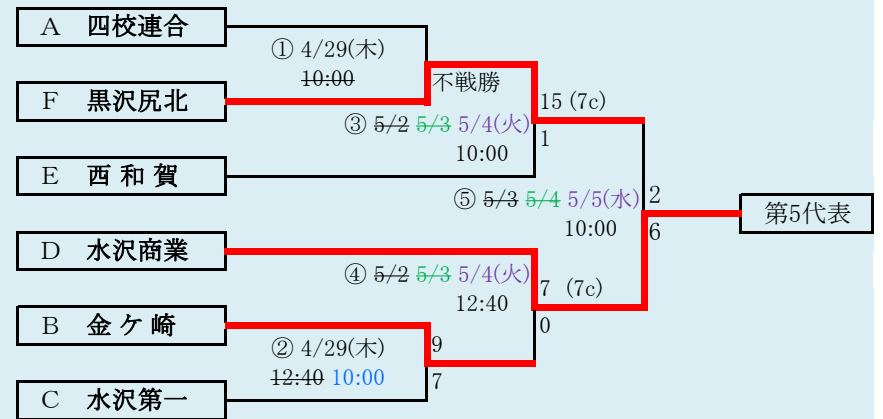 A 四校連合
① 4/29(木)
10:00
F 黒沢尻北
不戦勝
15 (7c)
③ 5/2 5/3 5/4(火)
1
10:00
E 西和賀
⑤ 5/3 5/4 5/5(水)
2
10:00
6
第5代表
D 水沢商業
④ 5/2 5/3 5/4(火)
7 (7c)
12:40
0
B 金ケ崎
② 4/29(木)
9
12:40 10:00
7
C 水沢第一